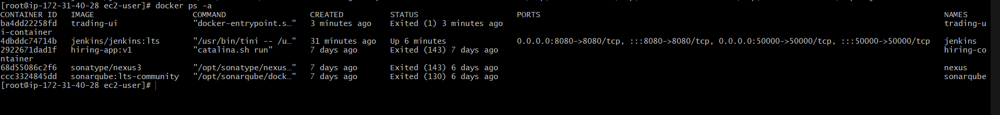 [root@ip-172-31-40-28 ec2-user]# docker ps -a
CONTAINER ID   IMAGE                    COMMAND                  CREATED          STATUS                       PORTS                                                                                      NAMES
ba4dd22258fd   trading-ui               "docker-entrypoint.s…"   3 minutes ago    Exited (1) 3 minutes ago                                                                                                trading-u
i-container
4dbddc74714b   jenkins/jenkins:lts      "/usr/bin/tini -- /u…"   31 minutes ago   Up 6 minutes                 0.0.0.0:8080->8080/tcp, :::8080->8080/tcp, 0.0.0.0:50000->50000/tcp, :::50000->50000/tcp   jenkins
2922671dad1f   hiring-app:v1            "catalina.sh run"        7 days ago       Exited (143) 7 days ago                                                                                                 hiring-co
ntainer
68d55086c2f6   sonatype/nexus3          "/opt/sonatype/nexus…"   7 days ago       Exited (143) 6 days ago                                                                                                 nexus
ccc3324845dd   sonarqube:lts-community   "/opt/sonarqube/dock…"   7 days ago       Exited (130) 6 days ago                                                                                                 sonarqube
[root@ip-172-31-40-28 ec2-user]#